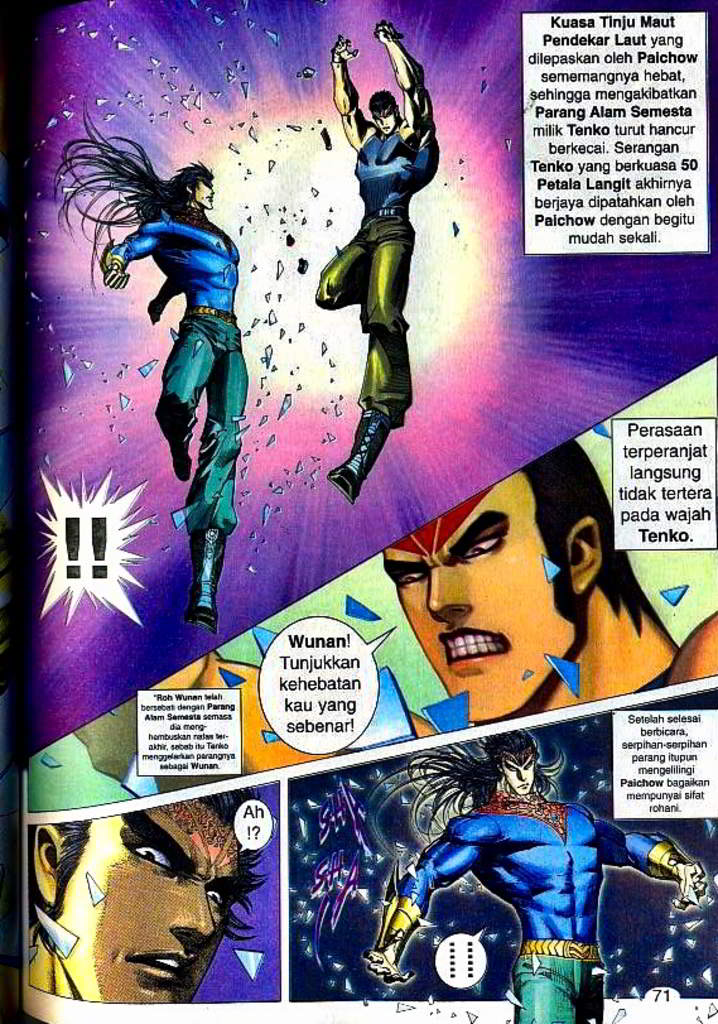 Kuasa Tinju Maut
Pendekar Laut yang
dilepaskan oleh Paichow
sememangnya hebat,
sehingga mengakibatkan
Parang Alam Semesta
milik Tenko turut hancur
berkecai. Serangan
Tenko yang berkuasa 50
Petala Langit akhirnya
berjaya dipatahkan oleh
Paichow dengan begitu
mudah sekali.
!!
Perasaan
terperanjat
langsung
tidak tertera
pada wajah
Tenko.
Wunan!
Tunjukkan
kehebatan
kau yang
sebenar!
*Roh Wunan telah
bersebati dengan Parang
Alam Semesta semasa
dia meng-
hembuskan nafas ter-
akhir, sebab itu Tenko
menggelarkan parangnya
sebagai Wunan.
Setelah selesai
berbicara,
serpihan-serpihan
parang itupun
mengelilingi
Paichow bagaikan
mempunyai sifat
rohani.
Ah
!?
SHA
SHA
!!!
71